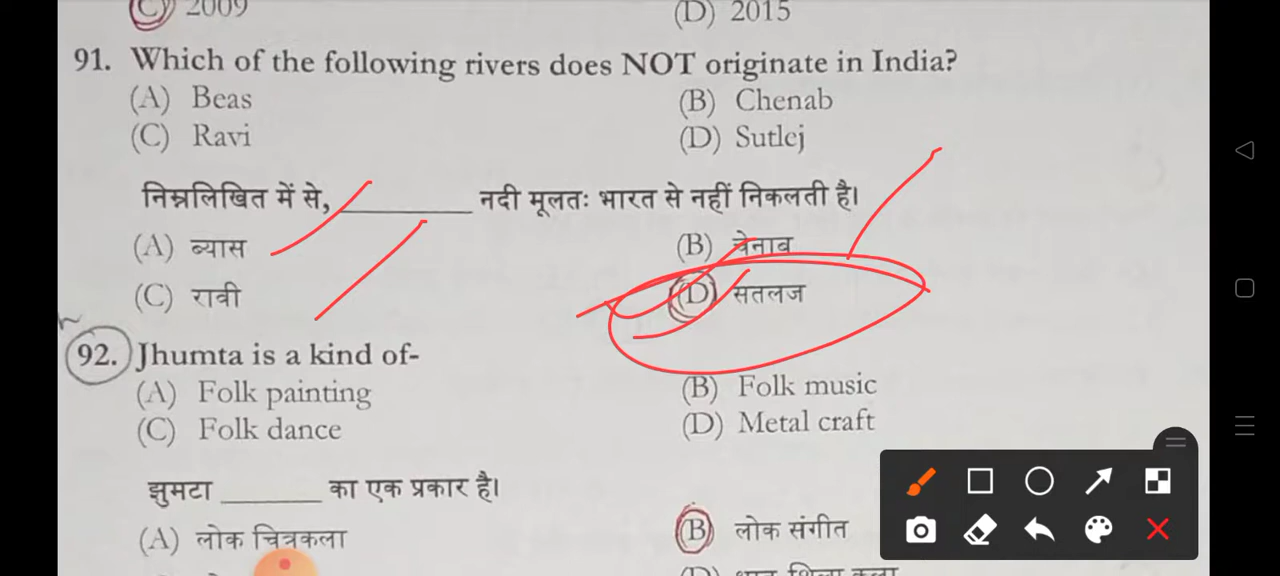 (C) 2009 (D) 2015
91. Which of the following rivers does NOT originate in India?
(A) Beas (B) Chenab
(C) Ravi (D) Sutlej
निम्नलिखित में से, ________ नदी मूलतः भारत से नहीं निकलती है।
(A) ब्यास (B) चेनाब
(C) रावी (D) सतलज
92. Jhumta is a kind of-
(A) Folk painting (B) Folk music
(C) Folk dance (D) Metal craft
झुमटा ________ का एक प्रकार है।
(A) लोक चित्रकला (B) लोक संगीत